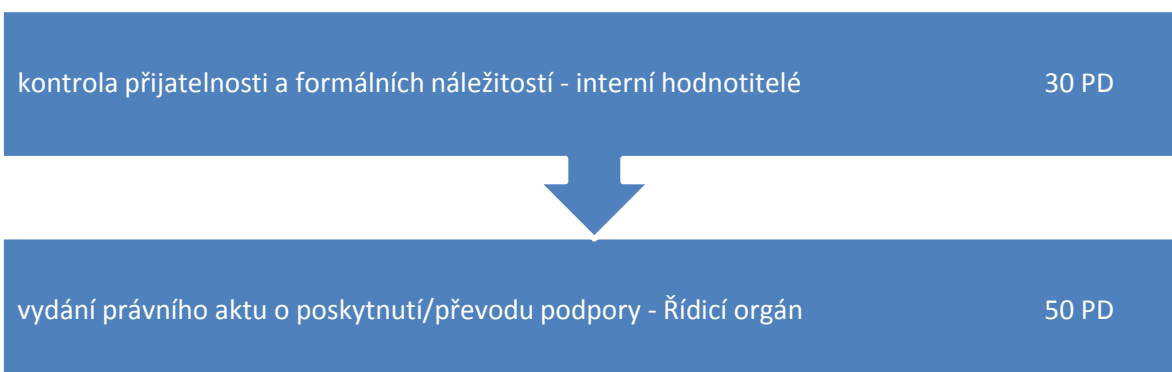 kontrola přijatelnosti a formálních náležitostí - interní hodnotitelé 30 PD
vydání právního aktu o poskytnutí/převodu podpory - Řídicí orgán 50 PD